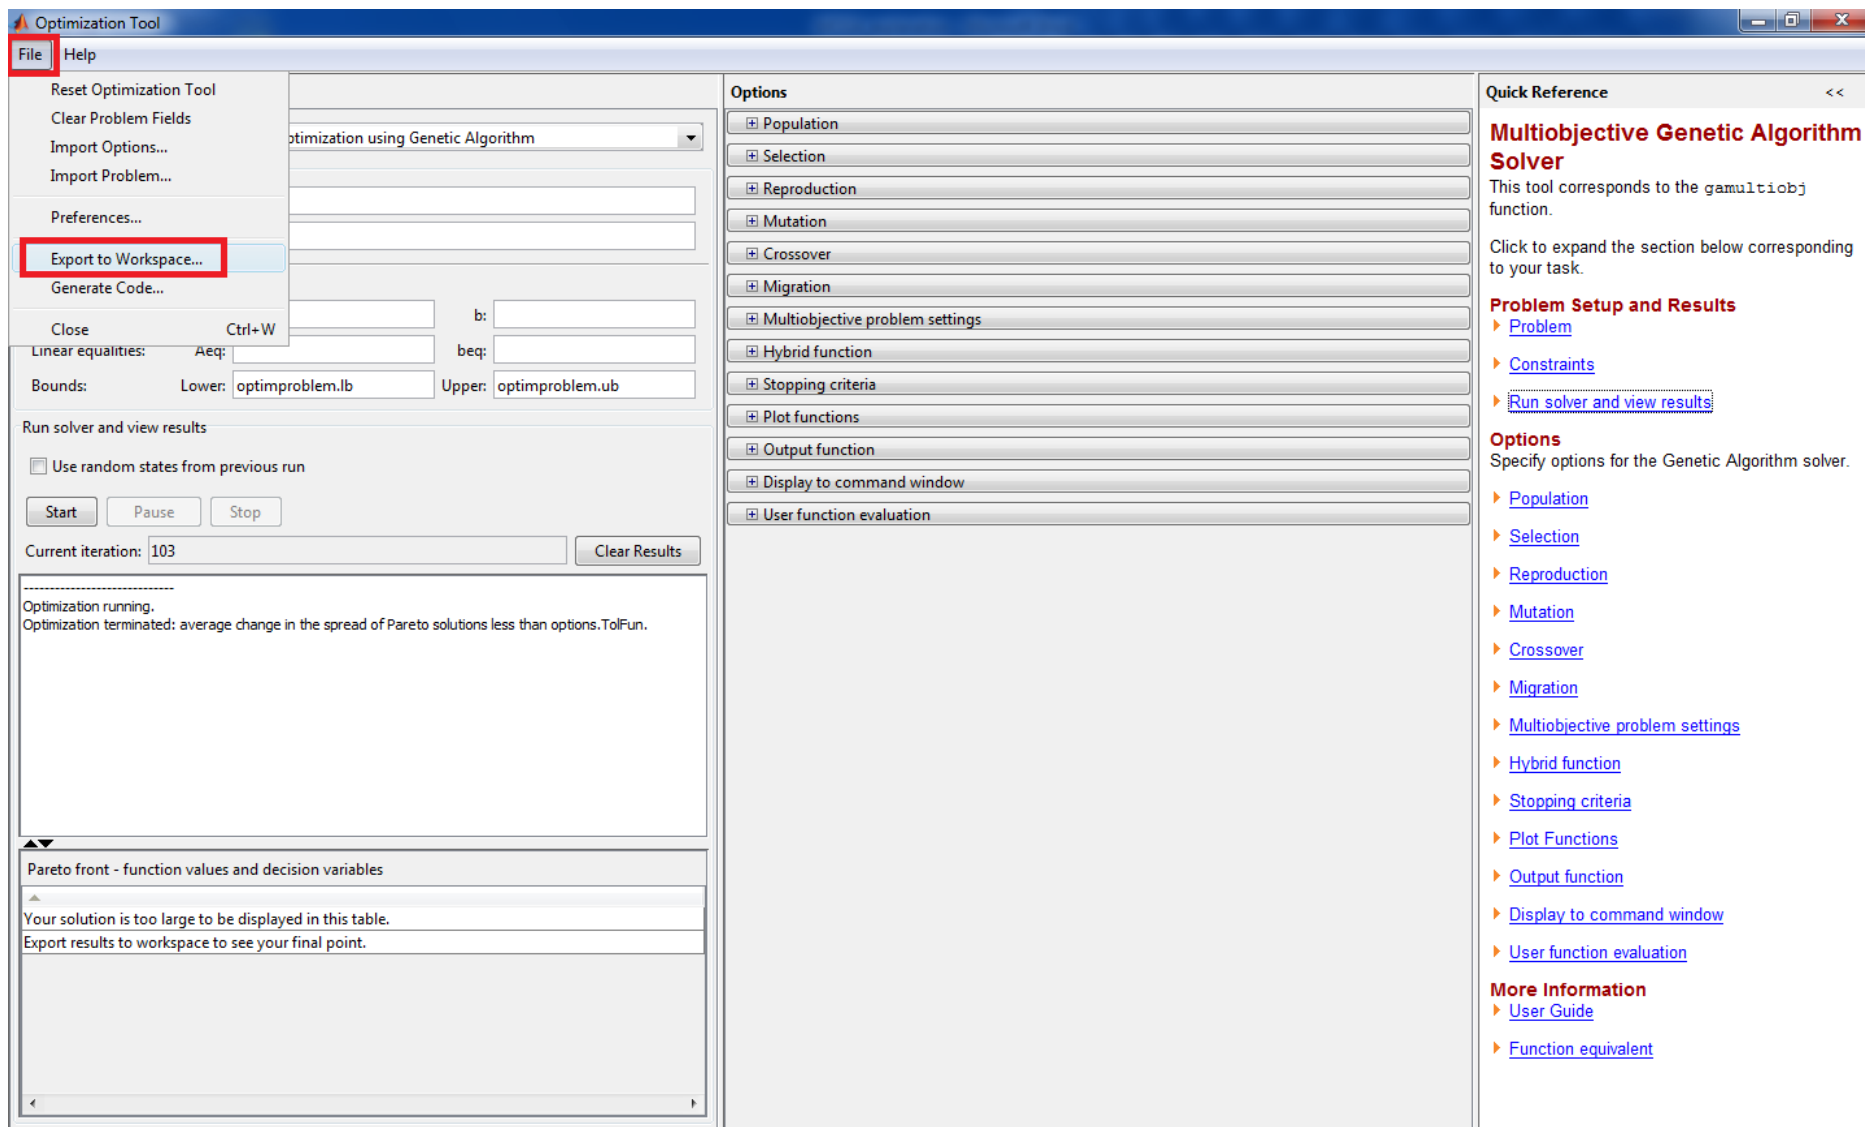 Optimization Tool
File Help
Reset Optimization Tool
Clear Problem Fields
Import Options...
Import Problem...
Preferences...
Export to Workspace...
Generate Code...
Close Ctrl+W
ptimization using Genetic Algorithm
b:
Linear equalities: Aeq: beq:
Bounds: Lower: optimproblem.lb Upper: optimproblem.ub
Run solver and view results
Use random states from previous run
Start Pause Stop
Current iteration: 103 Clear Results
------------------------------
Optimization running.
Optimization terminated: average change in the spread of Pareto solutions less than options.TolFun.
Pareto front - function values and decision variables
Your solution is too large to be displayed in this table.
Export results to workspace to see your final point.
Options
Population
Selection
Reproduction
Mutation
Crossover
Migration
Multiobjective problem settings
Hybrid function
Stopping criteria
Plot functions
Output function
Display to command window
User function evaluation
Quick Reference <<
Multiobjective Genetic Algorithm
Solver
This tool corresponds to the gamultiobj
function.
Click to expand the section below corresponding
to your task.
Problem Setup and Results
Problem
Constraints
Run solver and view results
Options
Specify options for the Genetic Algorithm solver.
Population
Selection
Reproduction
Mutation
Crossover
Migration
Multiobjective problem settings
Hybrid function
Stopping criteria
Plot Functions
Output function
Display to command window
User function evaluation
More Information
User Guide
Function equivalent